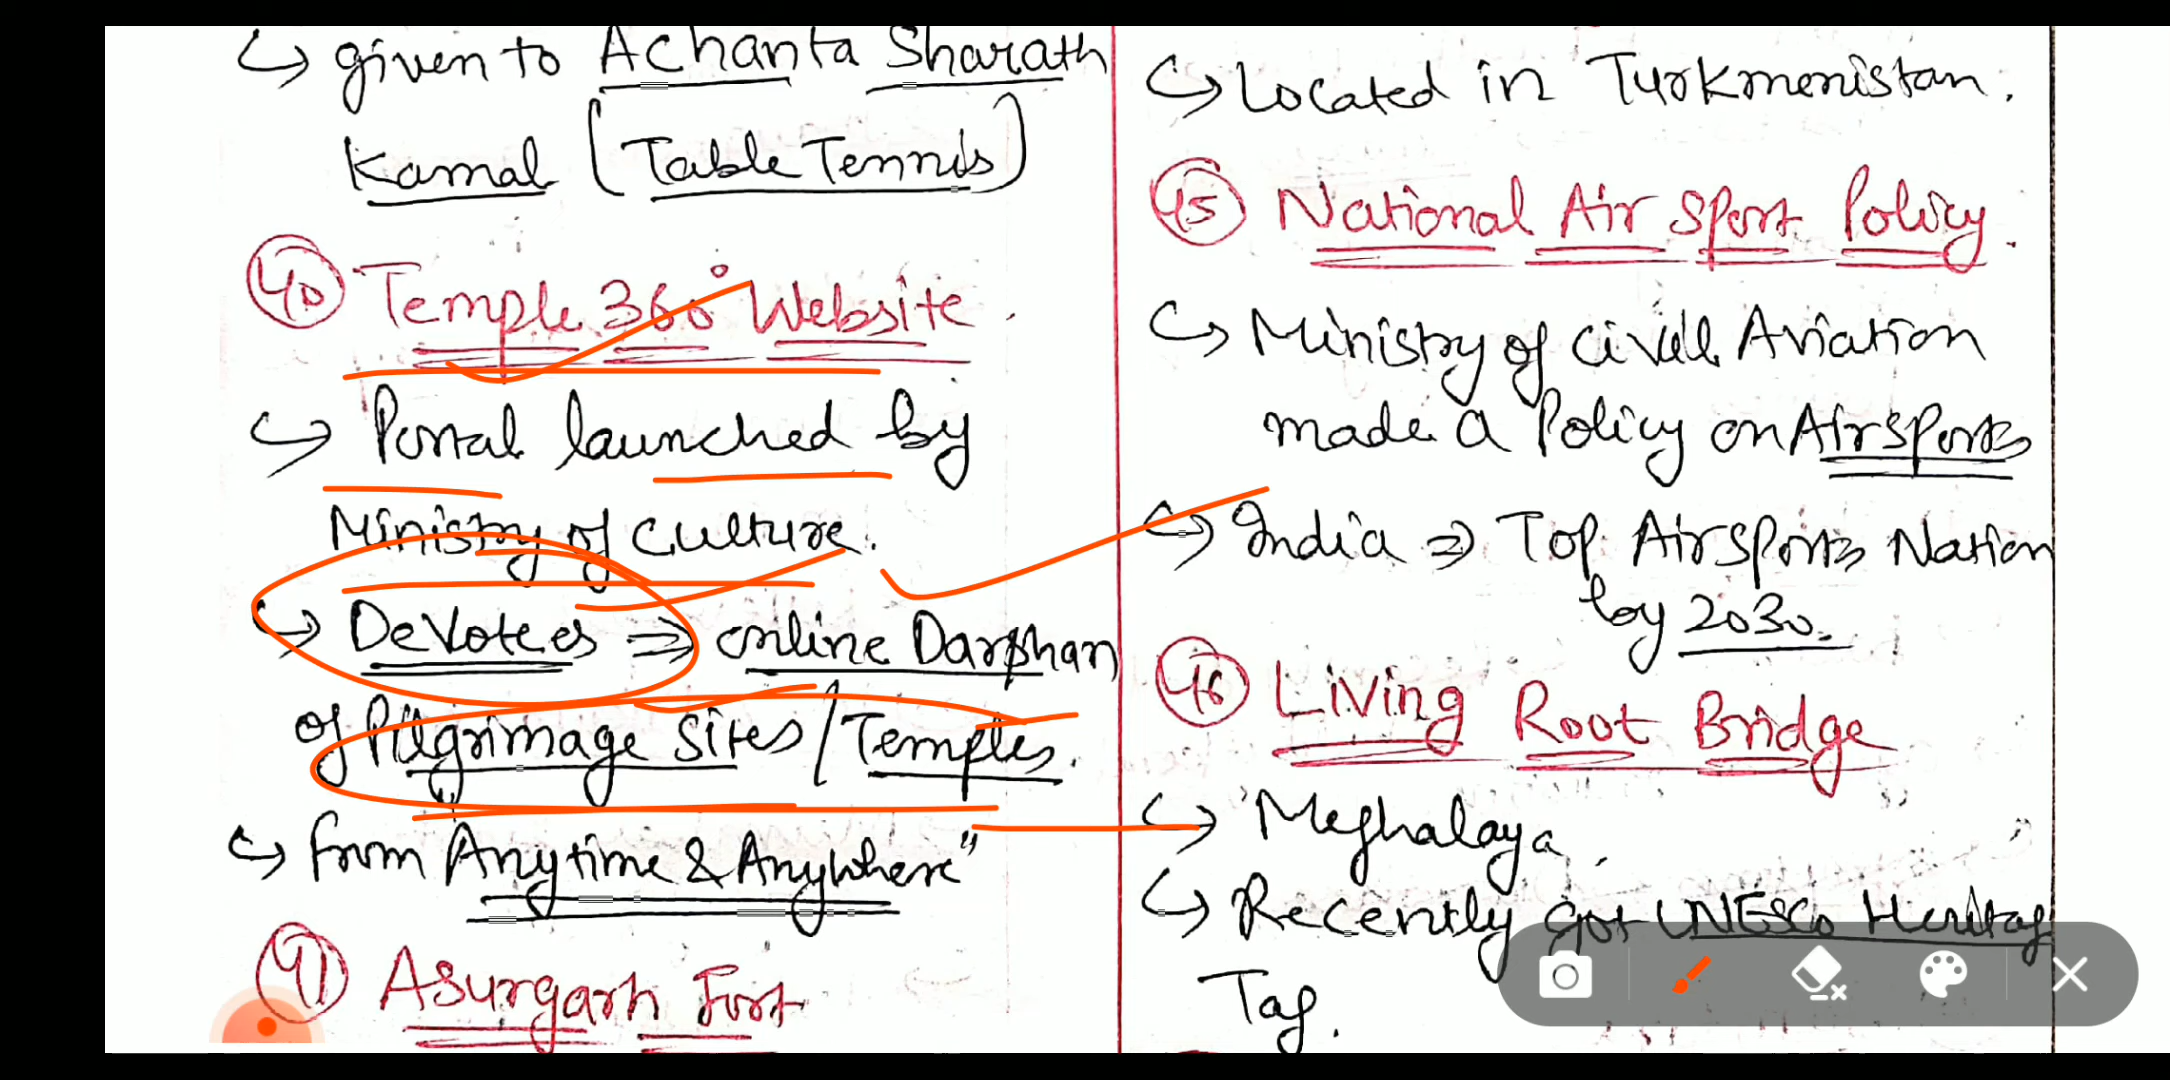 ↳ given to Achanta Sharath
Kamal (Table Tennis)
40 Temple 360° Website.
↳ Portal launched by
Ministry of Culture.
↳ Devotees ⇒ online Darshan
of Pilgrimage sites/Temples.
↳ from Anytime & Anywhere"
41 Asurgarh Fort
↳ Located in Turkmenistan.
45 National Air Sport Policy.
↳ Ministry of Civil Aviation
made a Policy on Airsports
↳ India ⇒ Top Airsports Nation
by 2030.
46 Living Root Bridge
↳ Meghalaya.
↳ Recently got UNESCO Heritag
Tag.